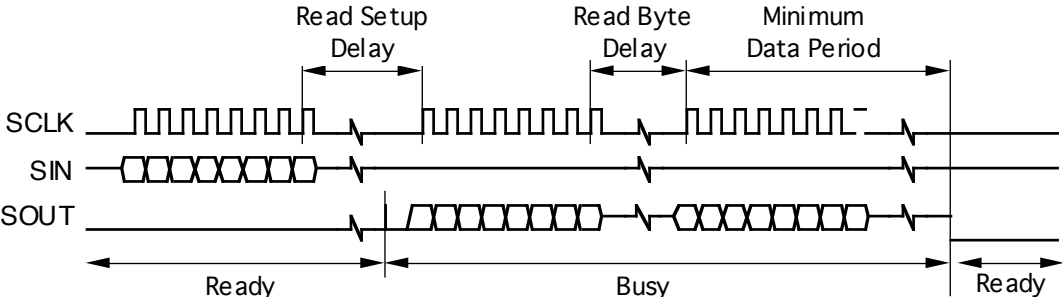 Read Setup
Delay
Read Byte
Delay
Minimum
Data Period
SCLK
SIN
SOUT
Ready
Busy
Ready